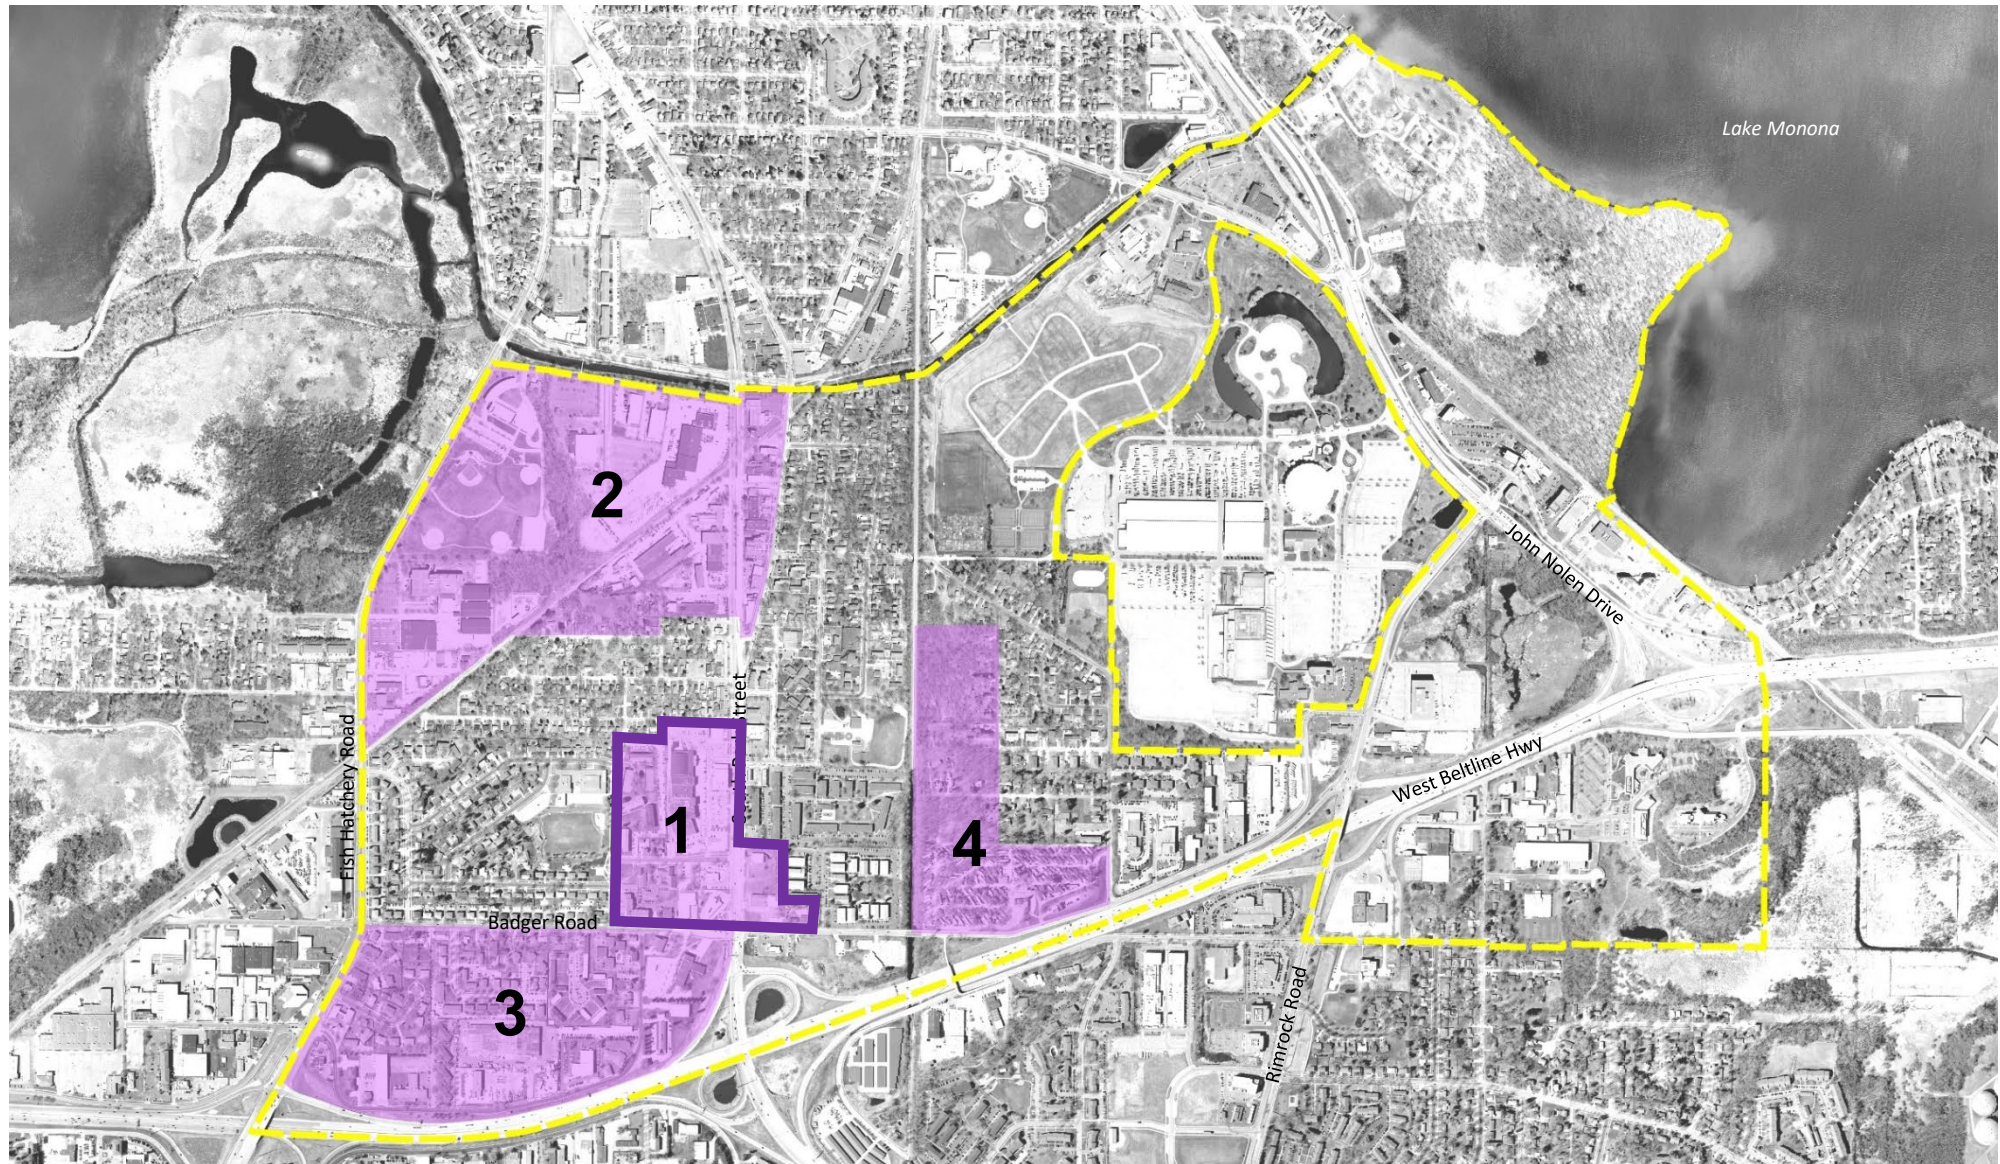 Lake Monona
2
John Nolen Drive
Street
Fish Hatchery Road
West Beltline Hwy
1
4
Badger Road
3
Rimrock Road